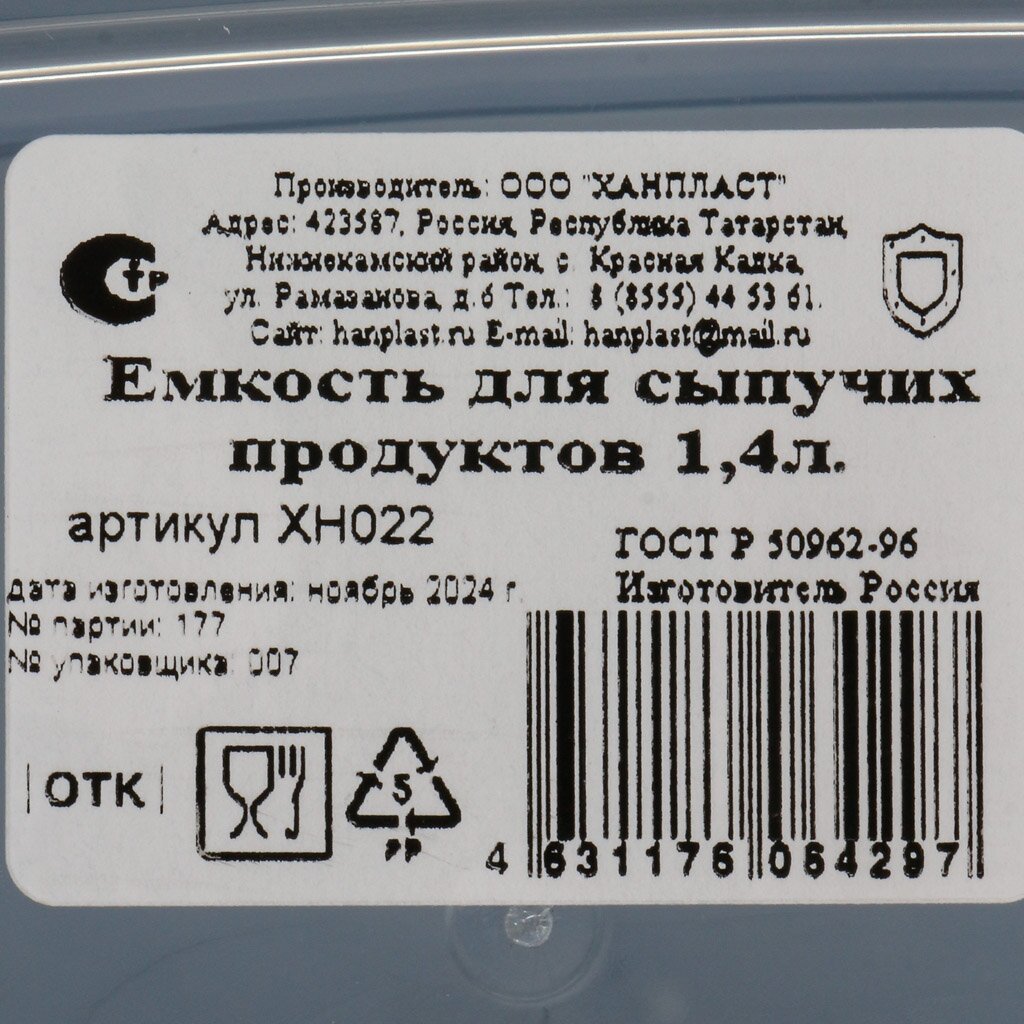 Производитель: ООО "ХАНПЛАСТ"
Адрес: 423587, Россия, Республика Татарстан,
Нижнекамский район, с. Красная Кадка,
ул. Рамазанова, д.6 Тел.: 8 (8555) 44 53 61.
Сайт: hanplast.ru E-mail: hanplast@mail.ru
Емкость для сыпучих
продуктов 1,4л.
артикул ХН022
ГОСТ Р 50962-96
Изготовитель Россия
дата изготовления: ноябрь 2024 г.
№ партии: 177
№ упаковщика: 007
ОТК
5
PP
4 631176 064297